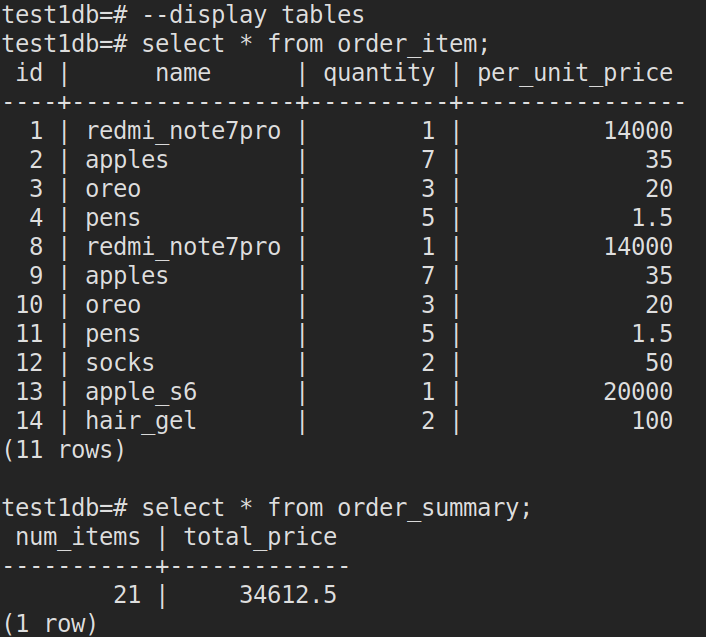 test1db=# --display tables
test1db=# select * from order_item;
 id |      name      | quantity | per_unit_price
----+----------------+----------+----------------
  1 | redmi_note7pro |        1 |          14000
  2 | apples         |        7 |             35
  3 | oreo           |        3 |             20
  4 | pens           |        5 |            1.5
  8 | redmi_note7pro |        1 |          14000
  9 | apples         |        7 |             35
 10 | oreo           |        3 |             20
 11 | pens           |        5 |            1.5
 12 | socks          |        2 |             50
 13 | apple_s6       |        1 |          20000
 14 | hair_gel       |        2 |            100
(11 rows)

test1db=# select * from order_summary;
 num_items | total_price
-----------+-------------
        21 |     34612.5
(1 row)